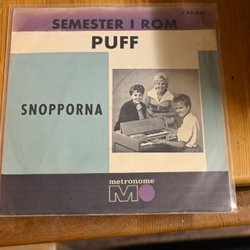 SEMESTER I ROM
PUFF
SNOPPORNA
metronome
M